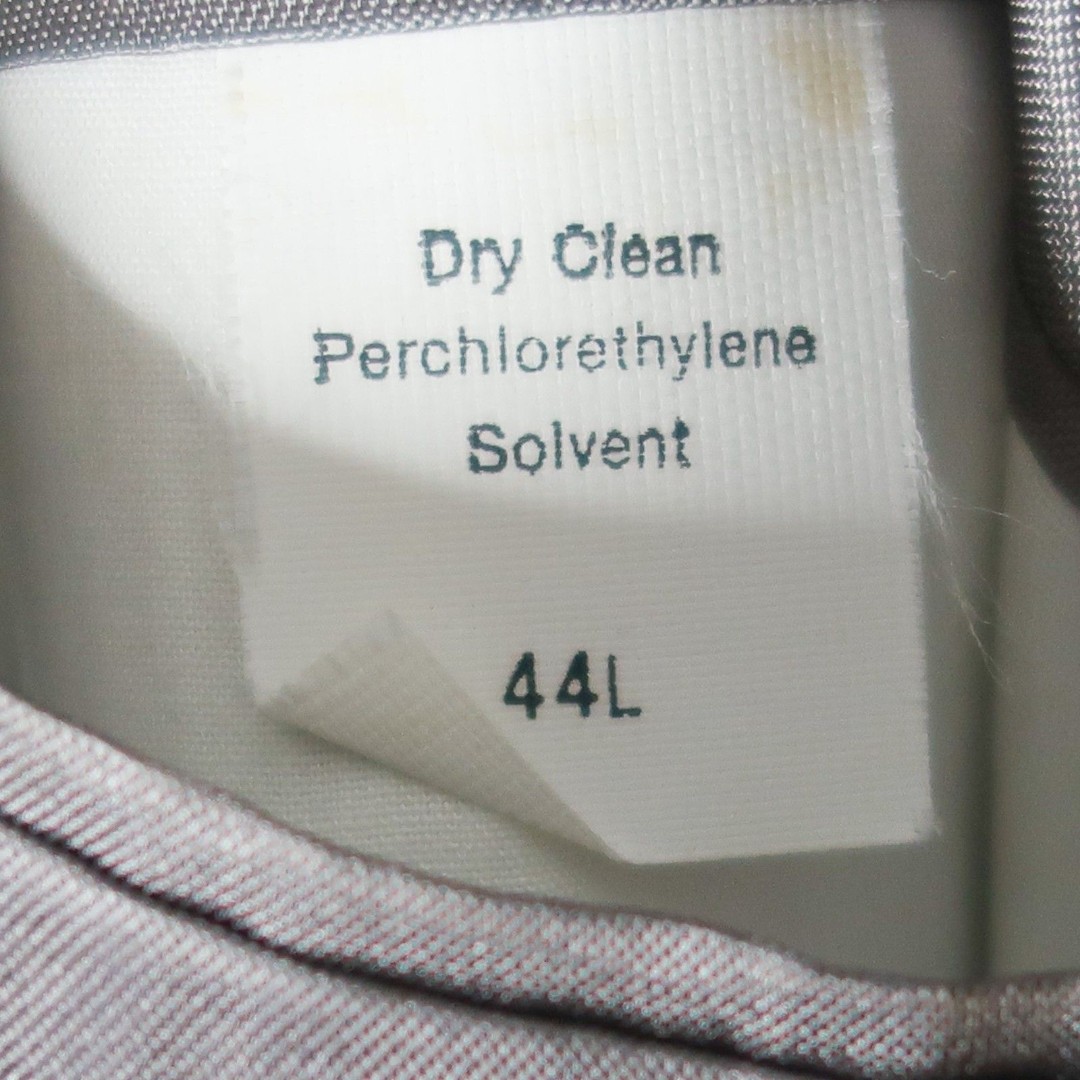 Dry Clean
Perchlorethylene
Solvent
44L